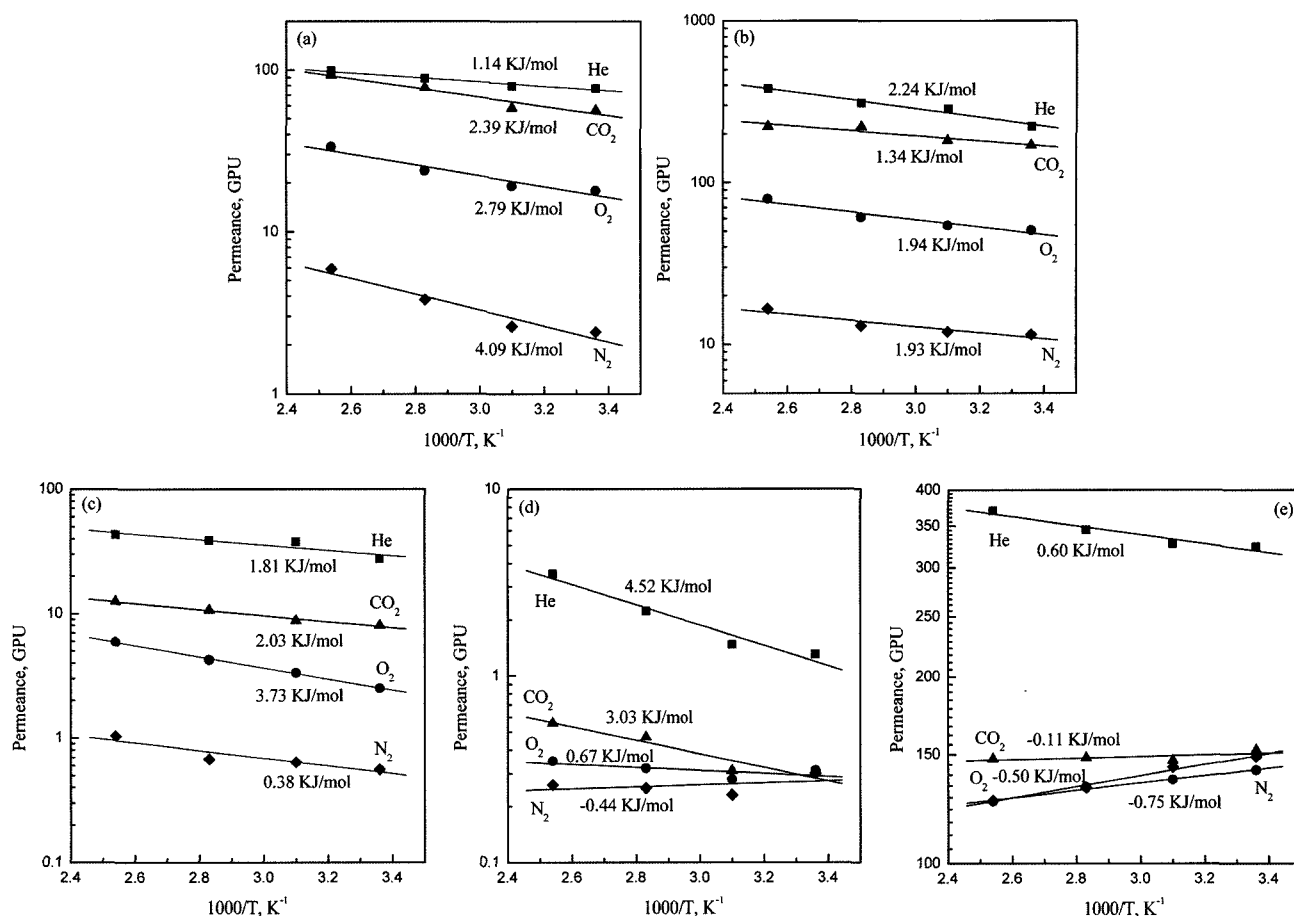 (a)
1.14 KJ/mol
He
CO2
2.39 KJ/mol
O2
2.79 KJ/mol
N2
4.09 KJ/mol
100
10
1
Permeance, GPU
2.4 2.6 2.8 3.0 3.2 3.4
1000/T, K-1
(b)
2.24 KJ/mol
He
CO2
1.34 KJ/mol
O2
1.94 KJ/mol
N2
1.93 KJ/mol
1000
100
10
Permeance, GPU
2.4 2.6 2.8 3.0 3.2 3.4
1000/T, K-1
(c)
He
1.81 KJ/mol
CO2
2.03 KJ/mol
O2
3.73 KJ/mol
N2
0.38 KJ/mol
100
10
1
0.1
Permeance, GPU
2.4 2.6 2.8 3.0 3.2 3.4
1000/T, K-1
(d)
4.52 KJ/mol
He
CO2
3.03 KJ/mol
O2
0.67 KJ/mol
N2
-0.44 KJ/mol
10
1
0.1
Permeance, GPU
2.4 2.6 2.8 3.0 3.2 3.4
1000/T, K-1
(e)
He
0.60 KJ/mol
CO2
-0.11 KJ/mol
O2
-0.50 KJ/mol
N2
-0.75 KJ/mol
400
350
300
250
200
150
100
Permeance, GPU
2.4 2.6 2.8 3.0 3.2 3.4
1000/T, K-1